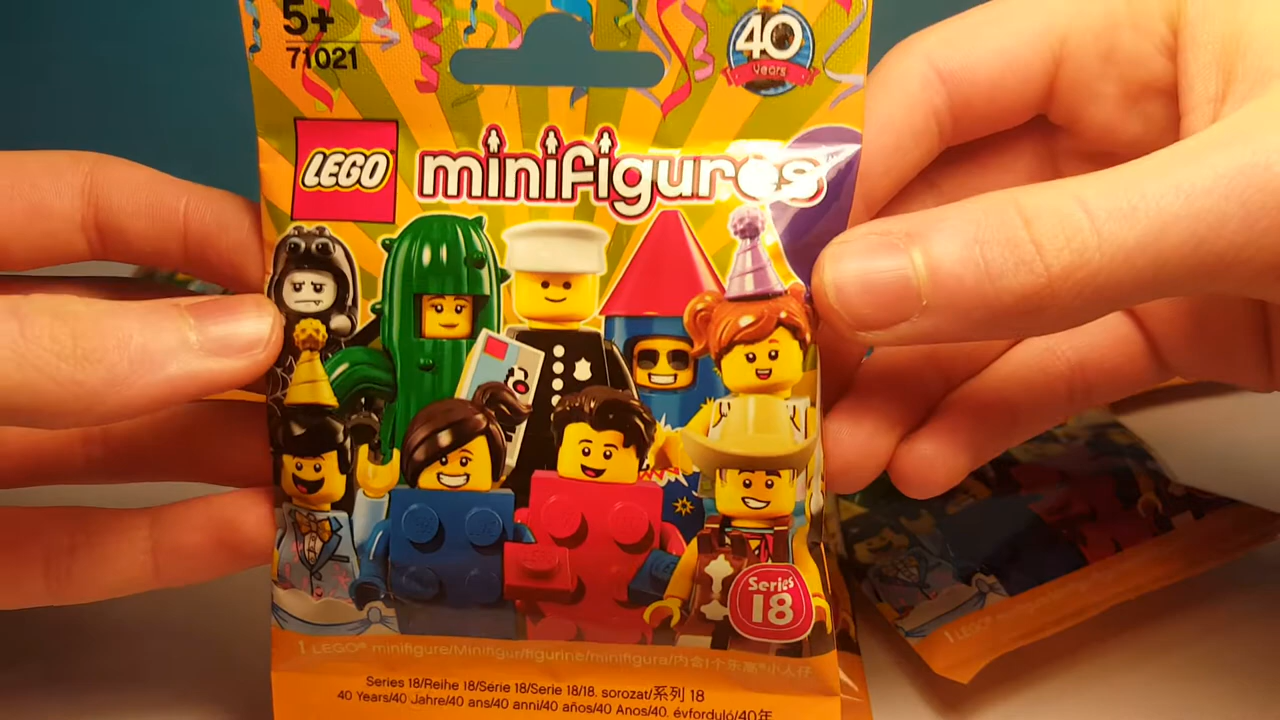 5+
71021
40
Years
LEGO
minifigures
Series
18
1 LEGO® minifigure/Minifigur/figurine/minifigura/内含1个乐高®小人仔
Series 18/Reihe 18/Série 18/Serie 18/18. sorozat/系列 18
40 Years/40 Jahre/40 ans/40 anni/40 años/40 Anos/40. évforduló/40年
1 LEGO®